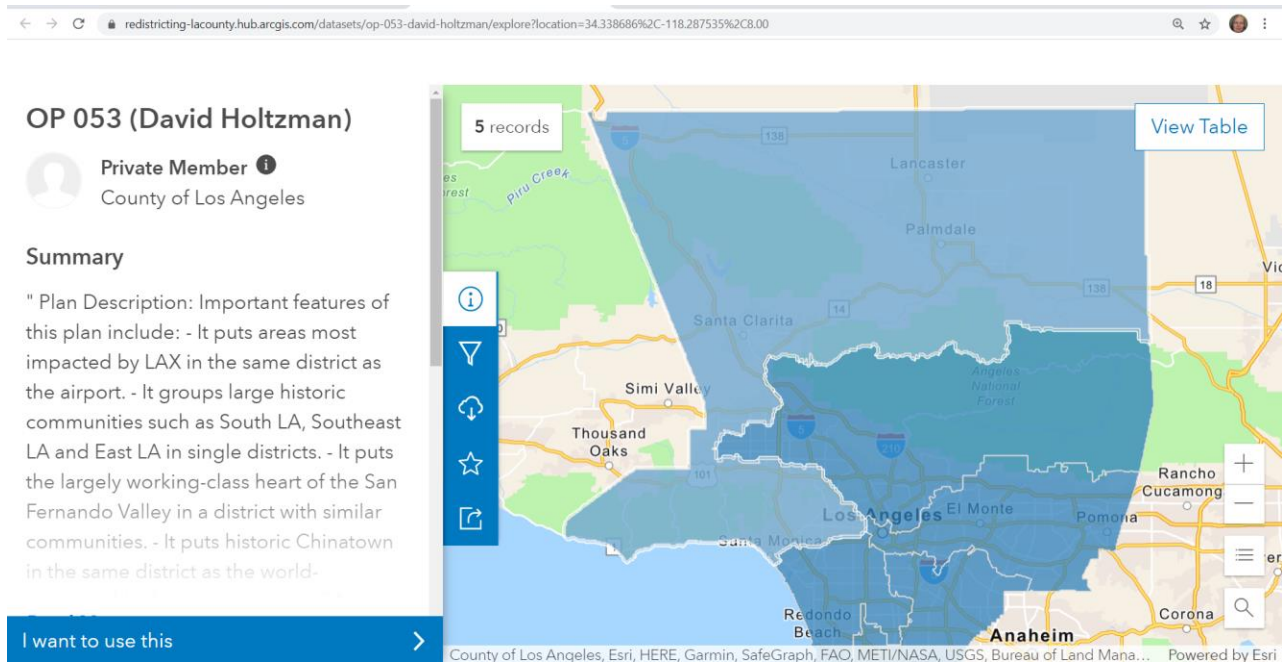 redistricting-lacounty.hub.arcgis.com/datasets/op-053-david-holtzman/explore?location=34.338686%2C-118.287535%2C8.00
OP 053 (David Holtzman)
Private Member
County of Los Angeles
Summary
" Plan Description: Important features of
this plan include: - It puts areas most
impacted by LAX in the same district as
the airport. - It groups large historic
communities such as South LA, Southeast
LA and East LA in single districts. - It puts
the largely working-class heart of the San
Fernando Valley in a district with similar
communities. - It puts historic Chinatown
in the same district as the world-
I want to use this
5 records
View Table
138
5
Lancaster
Piru Creek
Palmdale
138
18
14
Santa Clarita
Angeles
National
Forest
Simi Valley
Thousand
Oaks
5
210
101
Rancho
Cucamonga
Los Angeles
El Monte
Pomona
Santa Monica
Redondo
Beach
Corona
Anaheim
County of Los Angeles, Esri, HERE, Garmin, SafeGraph, FAO, METI/NASA, USGS, Bureau of Land Mana...
Powered by Esri